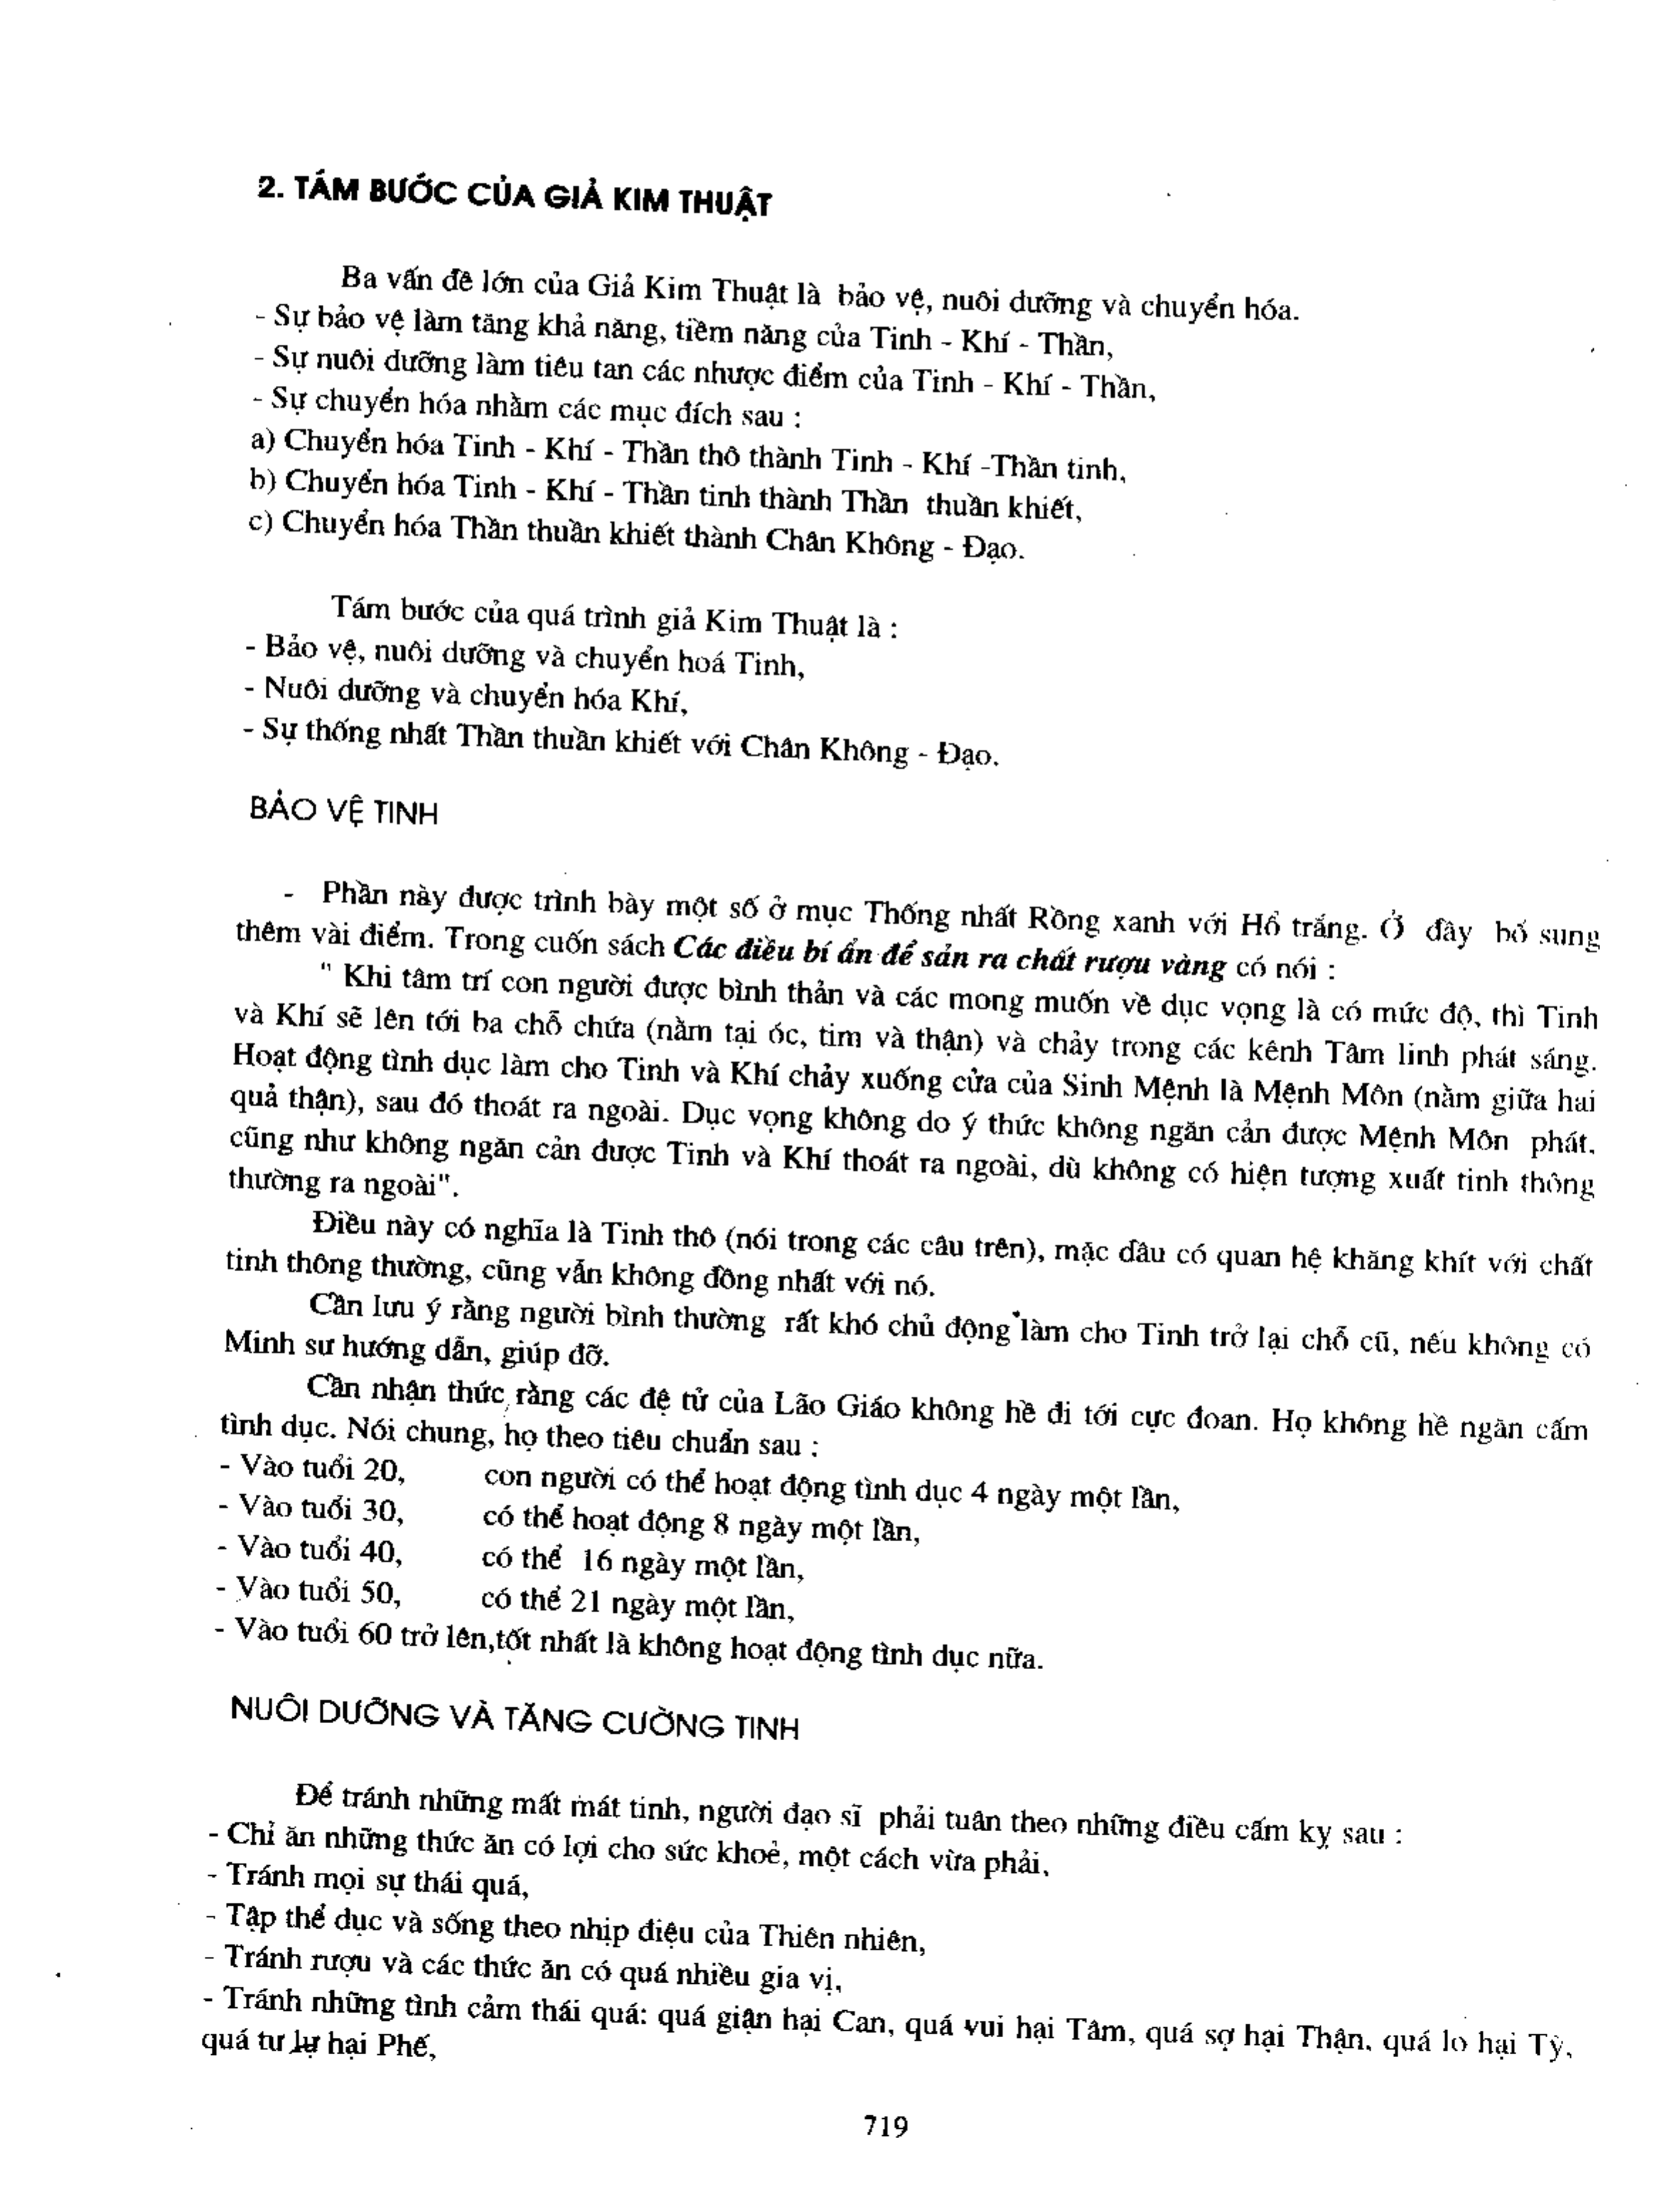 2. TÁM BƯỚC CỦA GIẢ KIM THUẬT
Ba vấn đề lớn của Giả Kim Thuật là bảo vệ, nuôi dưỡng và chuyển hóa.
- Sự bảo vệ làm tăng khả năng, tiềm năng của Tinh - Khí - Thần,
- Sự nuôi dưỡng làm tiêu tan các nhược điểm của Tinh - Khí - Thần,
- Sự chuyển hóa nhằm các mục đích sau :
a) Chuyển hóa Tinh - Khí - Thần thô thành Tinh - Khí -Thần tinh,
b) Chuyển hóa Tinh - Khí - Thần tinh thành Thần thuần khiết,
c) Chuyển hóa Thần thuần khiết thành Chân Không - Đạo.
Tám bước của quá trình giả Kim Thuật là :
- Bảo vệ, nuôi dưỡng và chuyển hoá Tinh,
- Nuôi dưỡng và chuyển hóa Khí,
- Sự thống nhất Thần thuần khiết với Chân Không - Đạo.
BẢO VỆ TINH
- Phần này được trình bày một số ở mục Thống nhất Rồng xanh với Hổ trắng. Ở đây bổ sung
thêm vài điểm. Trong cuốn sách Các điều bí ẩn để sản ra chất rượu vàng có nói :
" Khi tâm trí con người được bình thản và các mong muốn về dục vọng là có mức độ, thì Tinh
và Khí sẽ lên tới ba chỗ chứa (nằm tại óc, tim và thận) và chảy trong các kênh Tâm linh phát sáng.
Hoạt động tình dục làm cho Tinh và Khí chảy xuống cửa của Sinh Mệnh là Mệnh Môn (nằm giữa hai
quả thận), sau đó thoát ra ngoài. Dục vọng không do ý thức không ngăn cản được Mệnh Môn phát,
cũng như không ngăn cản được Tinh và Khí thoát ra ngoài, dù không có hiện tượng xuất tinh thông
thường ra ngoài".
Điều này có nghĩa là Tinh thô (nói trong các câu trên), mặc dầu có quan hệ khăng khít với chất
tinh thông thường, cũng vẫn không đồng nhất với nó.
Cần lưu ý rằng người bình thường rất khó chủ động làm cho Tinh trở lại chỗ cũ, nếu không có
Minh sư hướng dẫn, giúp đỡ.
Cần nhận thức rằng các đệ tử của Lão Giáo không hề đi tới cực đoan. Họ không hề ngăn cấm
tình dục. Nói chung, họ theo tiêu chuẩn sau :
- Vào tuổi 20, con người có thể hoạt động tình dục 4 ngày một lần,
- Vào tuổi 30, có thể hoạt động 8 ngày một lần,
- Vào tuổi 40, có thể 16 ngày một lần,
- Vào tuổi 50, có thể 21 ngày một lần,
- Vào tuổi 60 trở lên,tốt nhất là không hoạt động tình dục nữa.
NUÔI DƯỠNG VÀ TĂNG CƯỜNG TINH
Để tránh những mất mát tinh, người đạo sĩ phải tuân theo những điều cấm kỵ sau :
- Chỉ ăn những thức ăn có lợi cho sức khoẻ, một cách vừa phải,
- Tránh mọi sự thái quá,
- Tập thể dục và sống theo nhịp điệu của Thiên nhiên,
- Tránh rượu và các thức ăn có quá nhiều gia vị,
- Tránh những tình cảm thái quá: quá giận hại Can, quá vui hại Tâm, quá sợ hại Thận, quá lo hại Tỳ,
quá tư lự hại Phế,
719